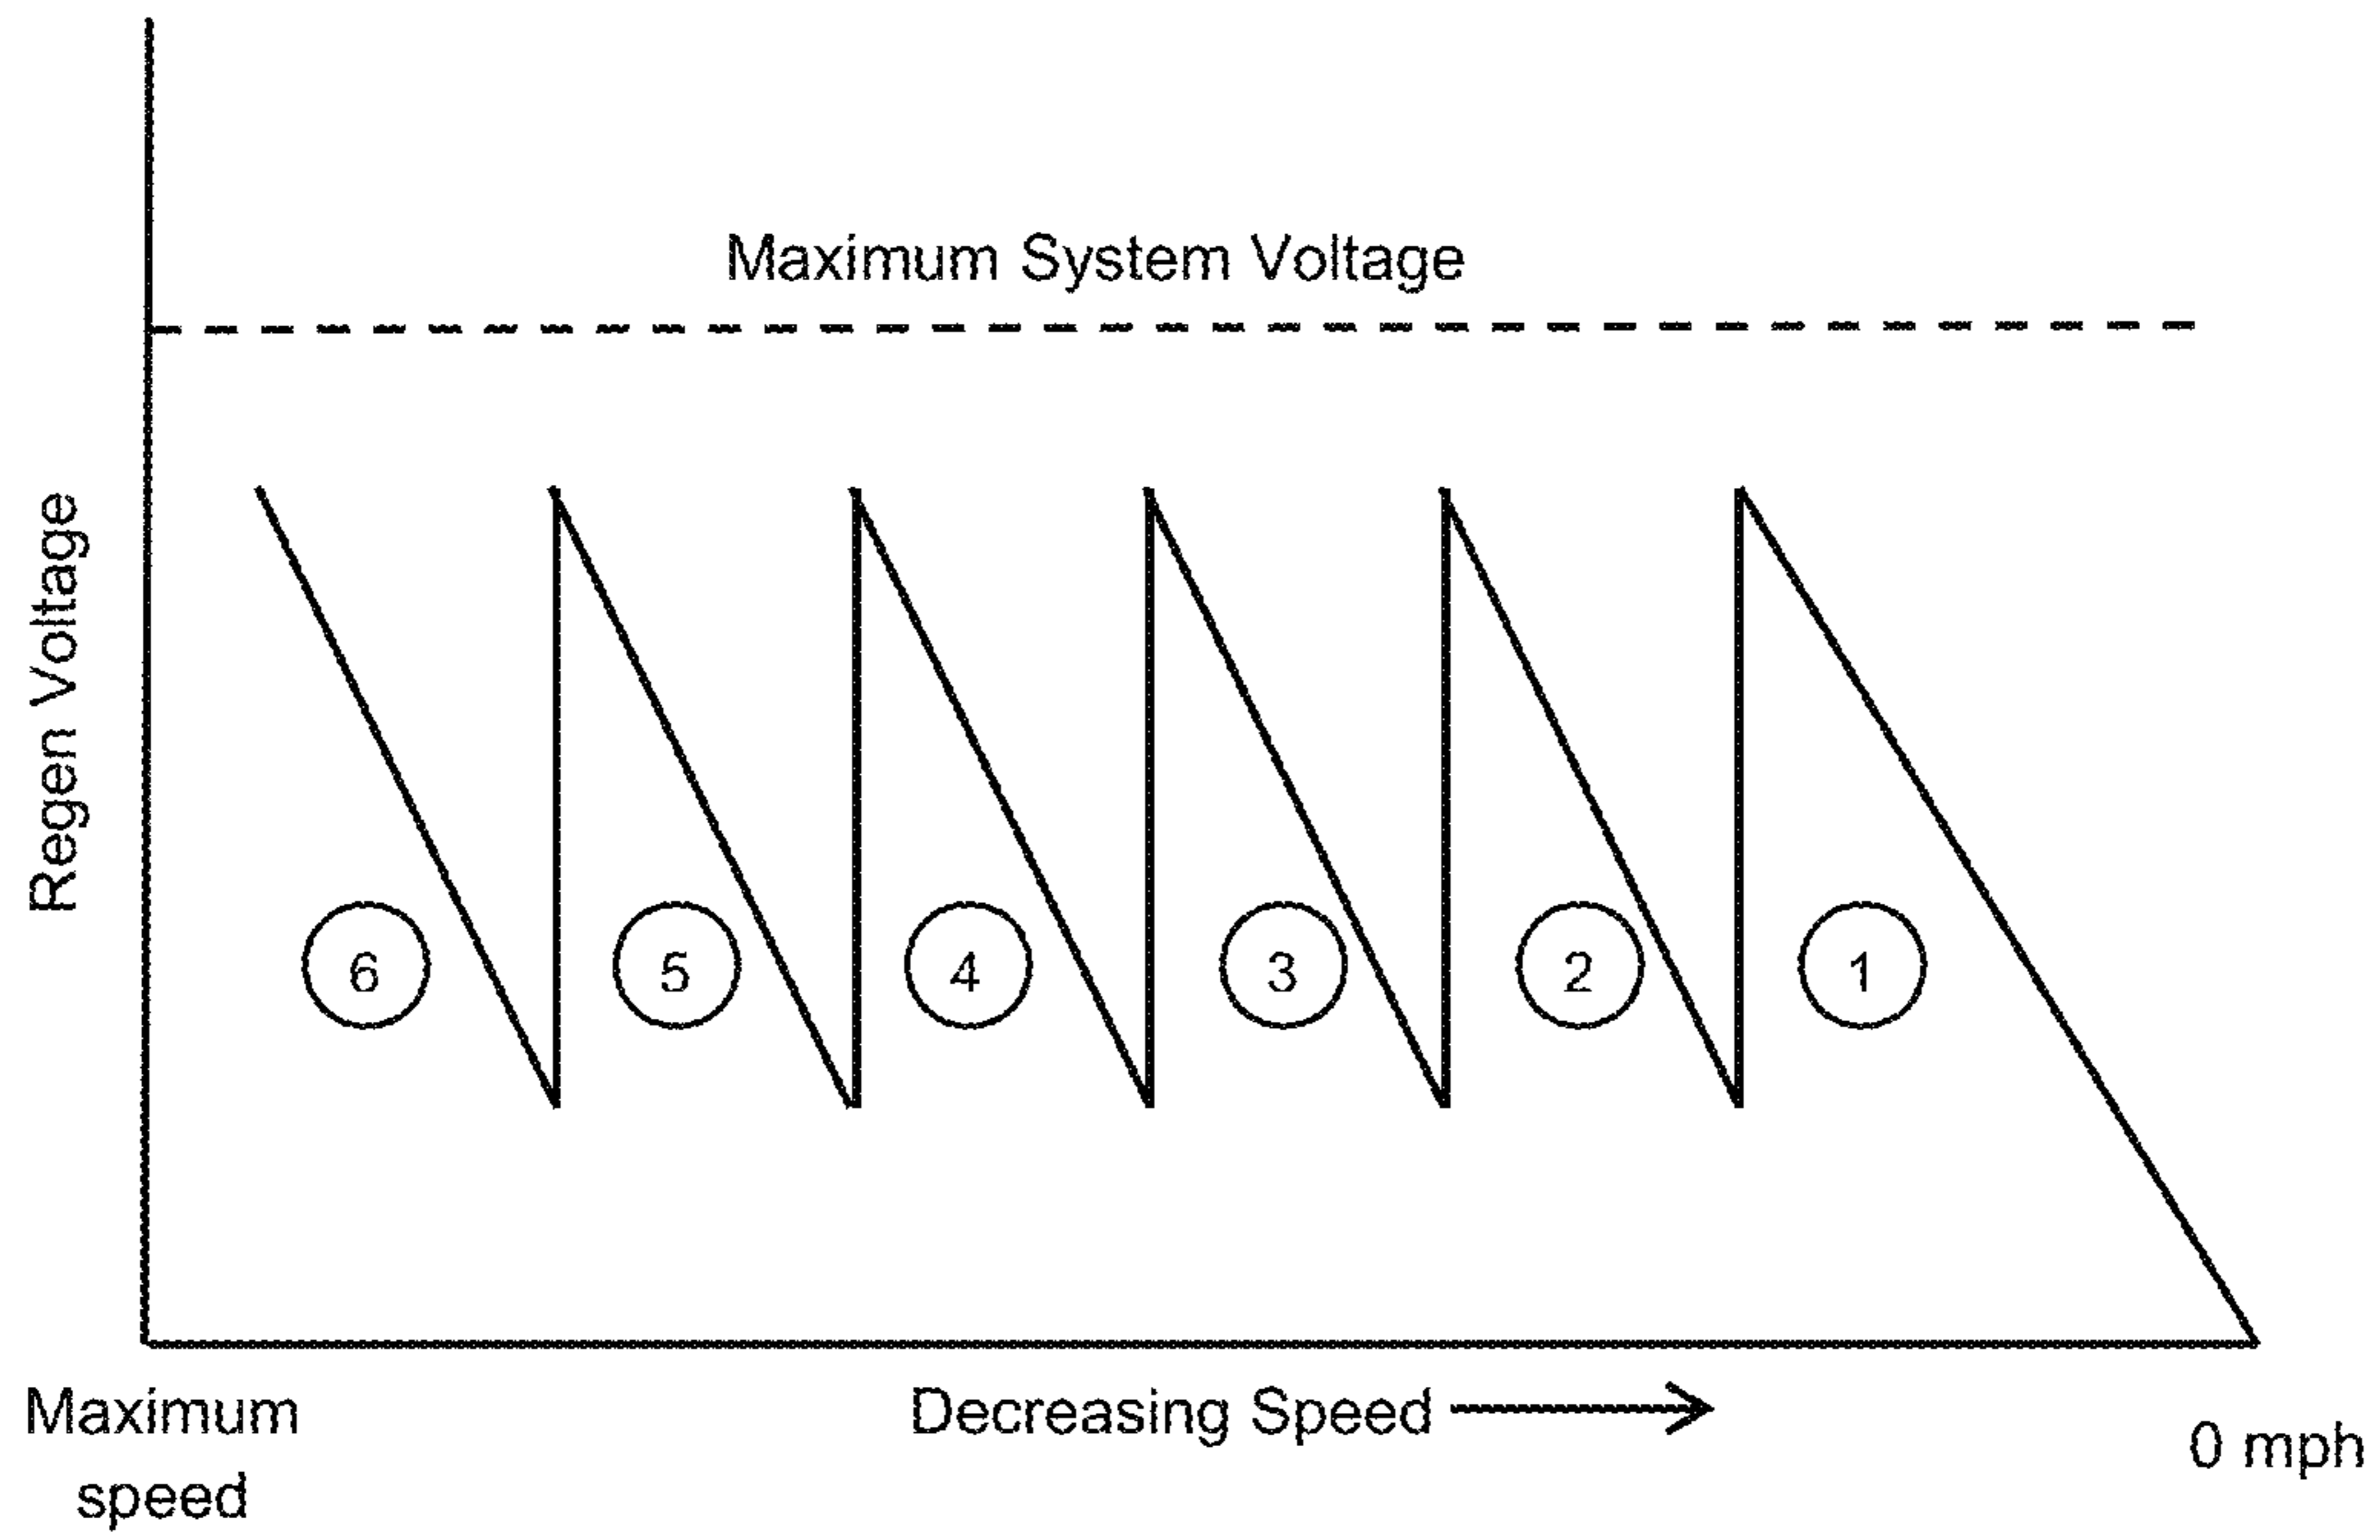 Maximum System Voltage
Regen Voltage
6
5
4
3
2
1
Maximum
speed
Decreasing Speed
0 mph